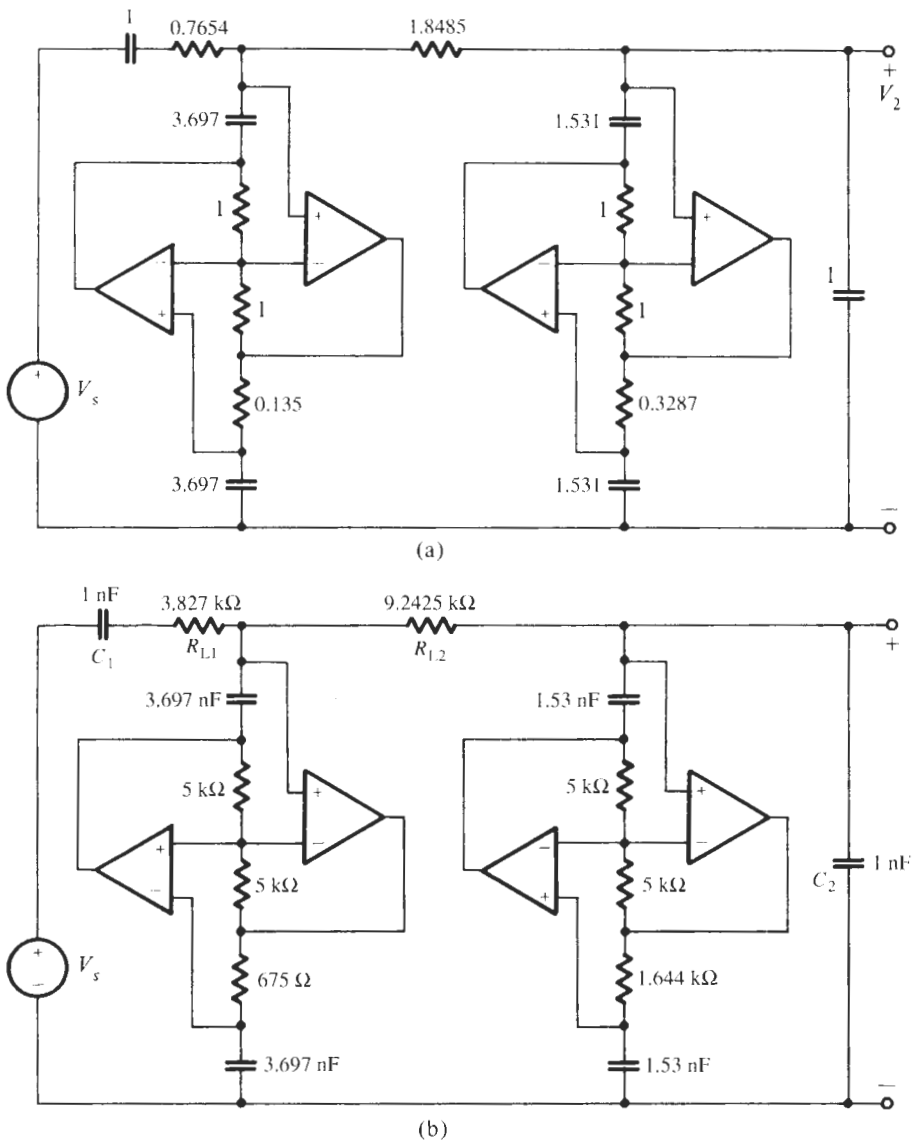 1
0.7654
1.8485
+
V2
3.697
1.531
1
+
−
−
+
1
1
+
−
−
+
1
1
+
Vs
0.135
0.3287
3.697
1.531
−
(a)
1 nF
3.827 kΩ
9.2425 kΩ
C1
RL1
RL2
+
3.697 nF
1.53 nF
5 kΩ
+
−
+
−
5 kΩ
5 kΩ
+
−
−
+
5 kΩ
C2
1 nF
+
−
Vs
675 Ω
1.644 kΩ
3.697 nF
1.53 nF
−
(b)